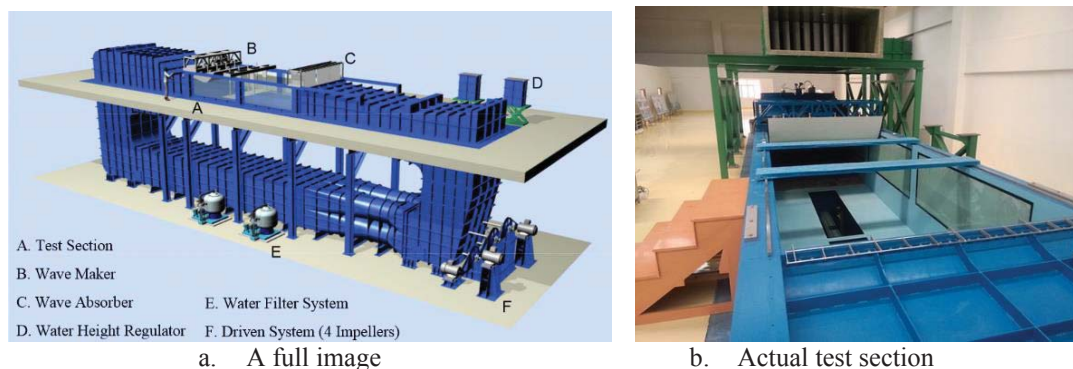 B
C
D
A
E
F
A. Test Section
B. Wave Maker
C. Wave Absorber
E. Water Filter System
D. Water Height Regulator
F. Driven System (4 Impellers)
a. A full image
b. Actual test section